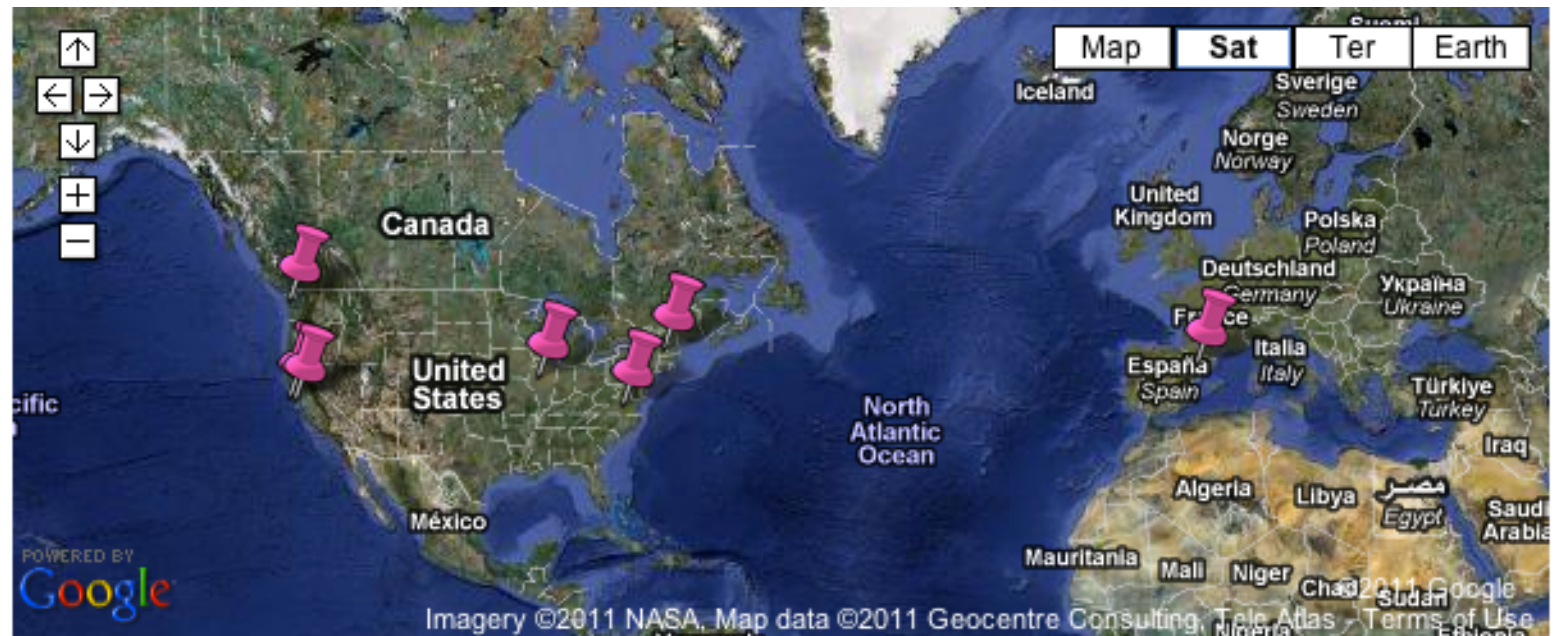 Suomi
Map
Sat
Ter
Earth
Iceland
Sverige
Sweden
Norge
Norway
United
Kingdom
Polska
Poland
Canada
Deutschland
Germany
Україна
Ukraine
France
Italia
Italy
España
Spain
United
States
Türkiye
Turkey
cific
North
Atlantic
Ocean
Iraq
Algeria
Libya
مصر
Egypt
Saudi
Arabia
México
POWERED BY
Google
Mauritania
Mali
Niger
Chad
Sudan
©2011 Google
Imagery ©2011 NASA, Map data ©2011 Geocentre Consulting, Tele Atlas - Terms of Use
Nigeria